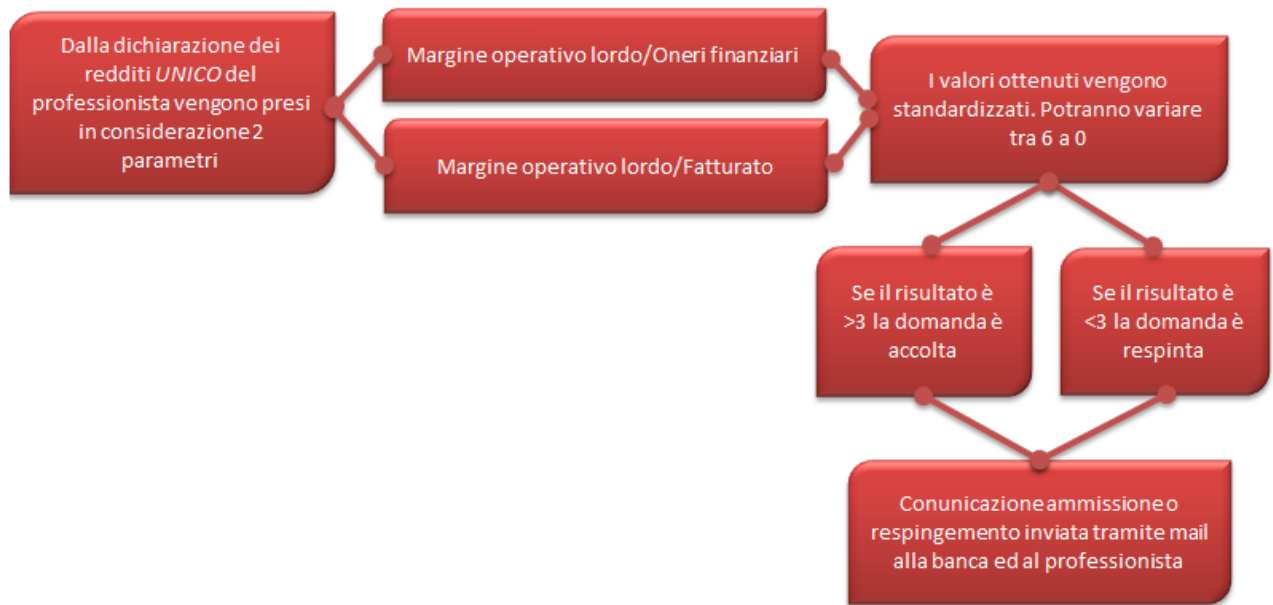 Dalla dichiarazione dei
redditi UNICO del
professionista vengono presi
in considerazione 2
parametri
Margine operativo lordo/Oneri finanziari
Margine operativo lordo/Fatturato
I valori ottenuti vengono
standardizzati. Potranno variare
tra 6 a 0
Se il risultato è
>3 la domanda è
accolta
Se il risultato è
<3 la domanda è
respinta
Conunicazione ammissione o
respingemento inviata tramite mail
alla banca ed al professionista